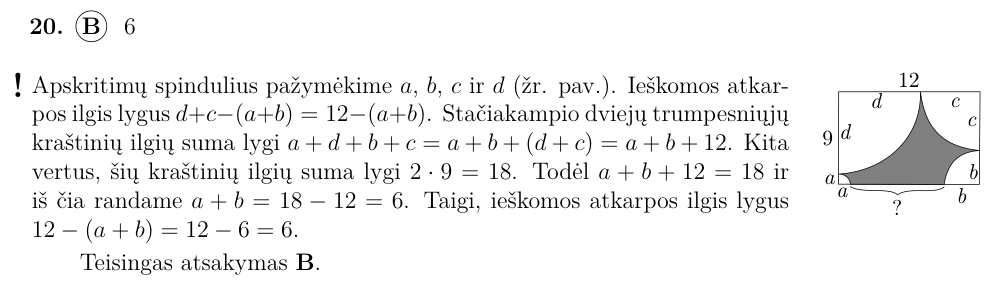 20. B 6
! Apskritimų spindulius pažymėkime a, b, c ir d (žr. pav.). Ieškomos atkar-
pos ilgis lygus d+c−(a+b) = 12−(a+b). Stačiakampio dviejų trumpesniųjų
kraštinių ilgių suma lygi a + d + b + c = a + b + (d + c) = a + b + 12. Kita
vertus, šių kraštinių ilgių suma lygi 2 · 9 = 18. Todėl a + b + 12 = 18 ir
iš čia randame a + b = 18 − 12 = 6. Taigi, ieškomos atkarpos ilgis lygus
12 − (a + b) = 12 − 6 = 6.
Teisingas atsakymas B.
12
d c
c
9 d
a b
a b
?